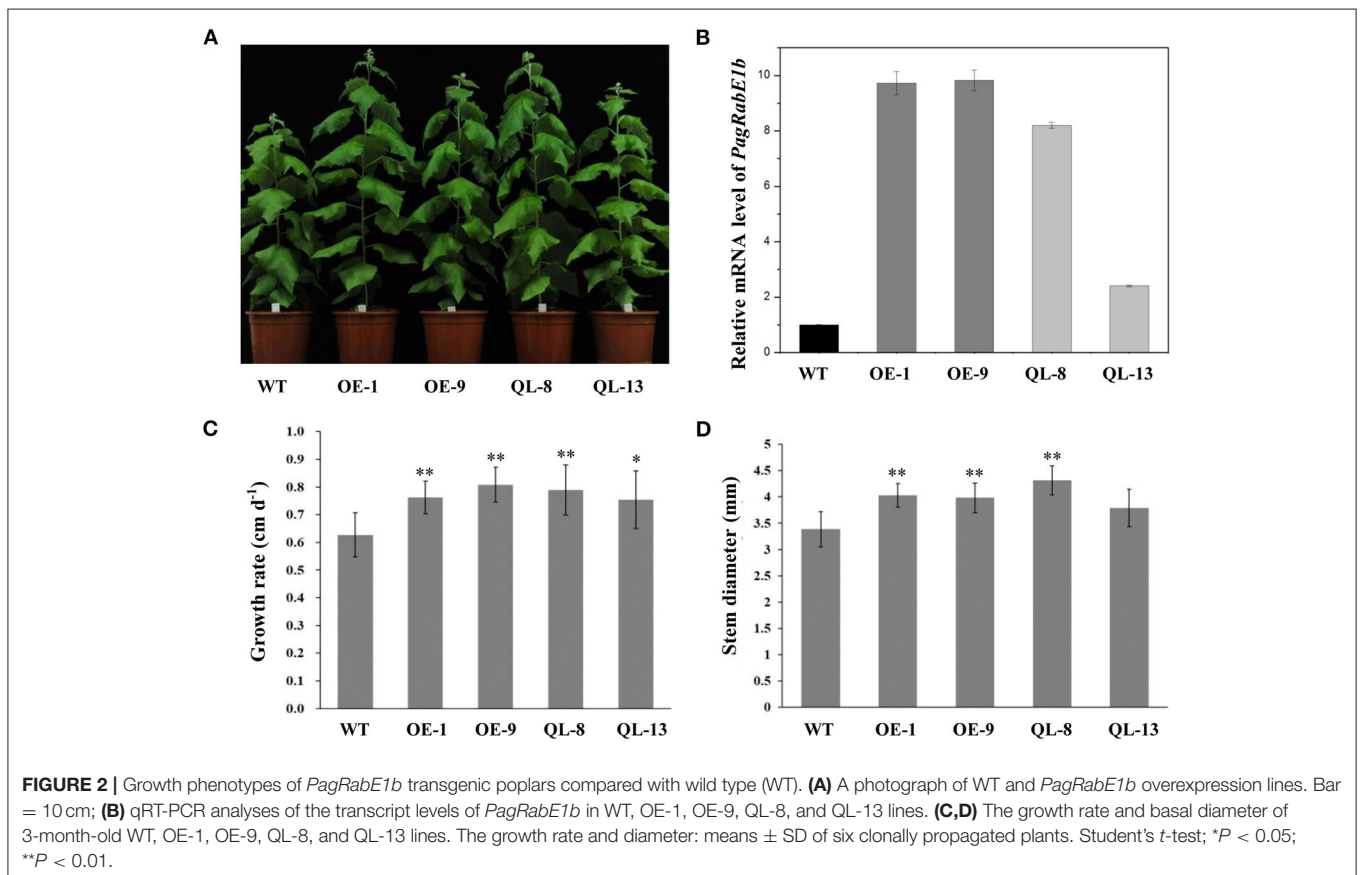 A
WT OE-1 OE-9 QL-8 QL-13
B
Relative mRNA level of PagRabE1b
10
8
6
4
2
0
WT OE-1 OE-9 QL-8 QL-13
C
Growth rate (cm d-1)
1.0
0.9
0.8
0.7
0.6
0.5
0.4
0.3
0.2
0.1
0.0
** ** ** *
WT OE-1 OE-9 QL-8 QL-13
D
Stem diameter (mm)
5
4.5
4
3.5
3
2.5
2
1.5
1
0.5
0
** ** **
WT OE-1 OE-9 QL-8 QL-13
FIGURE 2 | Growth phenotypes of PagRabE1b transgenic poplars compared with wild type (WT). (A) A photograph of WT and PagRabE1b overexpression lines. Bar
= 10 cm; (B) qRT-PCR analyses of the transcript levels of PagRabE1b in WT, OE-1, OE-9, QL-8, and QL-13 lines. (C,D) The growth rate and basal diameter of
3-month-old WT, OE-1, OE-9, QL-8, and QL-13 lines. The growth rate and diameter: means ± SD of six clonally propagated plants. Student's t-test; *P < 0.05;
**P < 0.01.